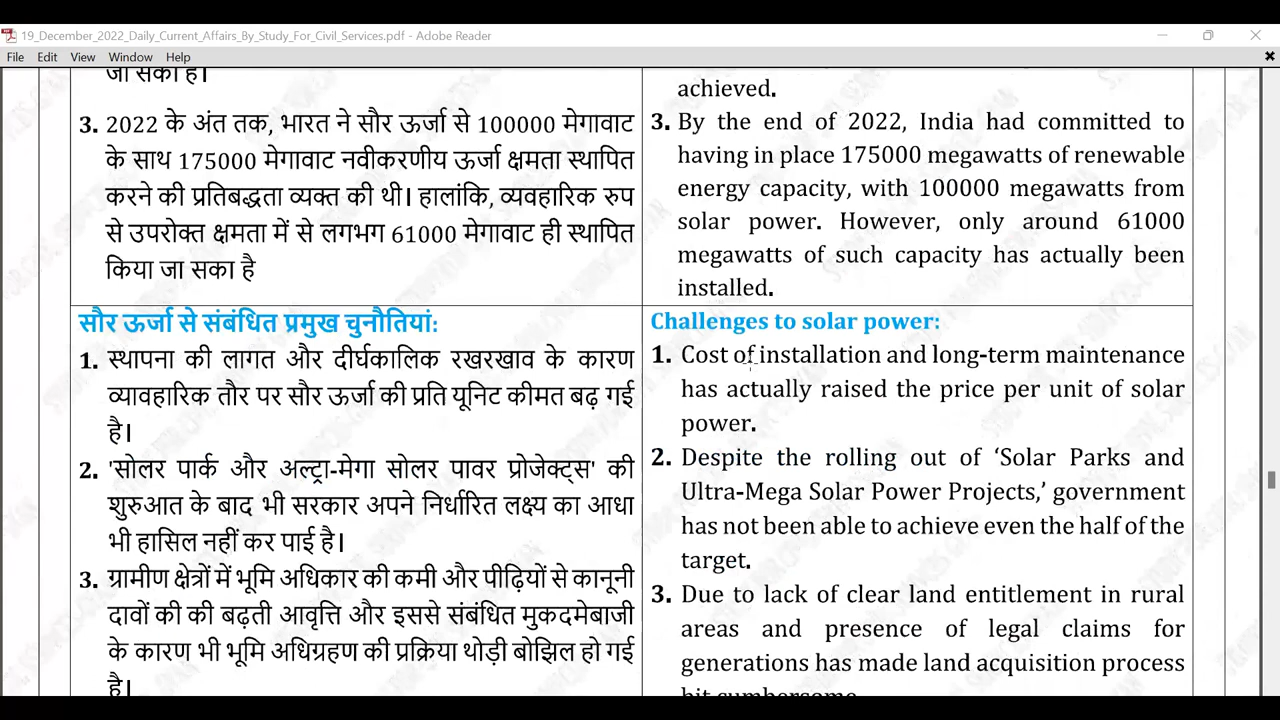 19_December_2022_Daily_Current_Affairs_By_Study_For_Civil_Services.pdf - Adobe Reader
File Edit View Window Help
जा सका है।
3. 2022 के अंत तक, भारत ने सौर ऊर्जा से 100000 मेगावाट
के साथ 175000 मेगावाट नवीकरणीय ऊर्जा क्षमता स्थापित
करने की प्रतिबद्धता व्यक्त की थी। हालांकि, व्यवहारिक रुप
से उपरोक्त क्षमता में से लगभग 61000 मेगावाट ही स्थापित
किया जा सका है
सौर ऊर्जा से संबंधित प्रमुख चुनौतियां:
1. स्थापना की लागत और दीर्घकालिक रखरखाव के कारण
व्यावहारिक तौर पर सौर ऊर्जा की प्रति यूनिट कीमत बढ़ गई
है।
2. 'सोलर पार्क और अल्ट्रा-मेगा सोलर पावर प्रोजेक्ट्स' की
शुरुआत के बाद भी सरकार अपने निर्धारित लक्ष्य का आधा
भी हासिल नहीं कर पाई है।
3. ग्रामीण क्षेत्रों में भूमि अधिकार की कमी और पीढ़ियों से कानूनी
दावों की की बढ़ती आवृत्ति और इससे संबंधित मुकदमेबाजी
के कारण भी भूमि अधिग्रहण की प्रक्रिया थोड़ी बोझिल हो गई
है।
achieved.
3. By the end of 2022, India had committed to
having in place 175000 megawatts of renewable
energy capacity, with 100000 megawatts from
solar power. However, only around 61000
megawatts of such capacity has actually been
installed.
Challenges to solar power:
1. Cost of installation and long-term maintenance
has actually raised the price per unit of solar
power.
2. Despite the rolling out of ‘Solar Parks and
Ultra-Mega Solar Power Projects,’ government
has not been able to achieve even the half of the
target.
3. Due to lack of clear land entitlement in rural
areas and presence of legal claims for
generations has made land acquisition process
bit cumbersome